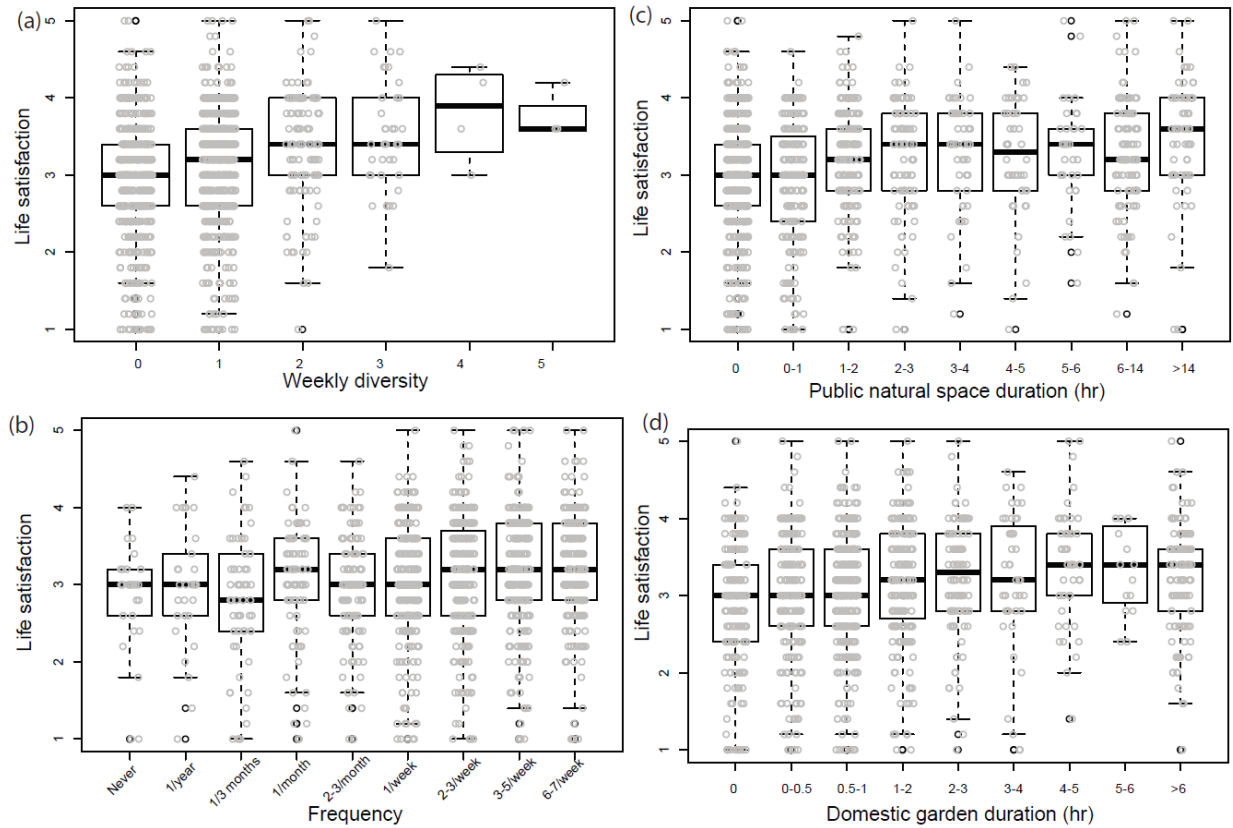 (a)
Life satisfaction
5
4
3
2
1
0 1 2 3 4 5
Weekly diversity
(b)
Life satisfaction
5
4
3
2
1
Never 1/year 1/3 months 1/month 2-3/month 1/week 2-3/week 3-5/week 6-7/week
Frequency
(c)
Life satisfaction
5
4
3
2
1
0 0-1 1-2 2-3 3-4 4-5 5-6 6-14 >14
Public natural space duration (hr)
(d)
Life satisfaction
5
4
3
2
1
0 0-0.5 0.5-1 1-2 2-3 3-4 4-5 5-6 >6
Domestic garden duration (hr)